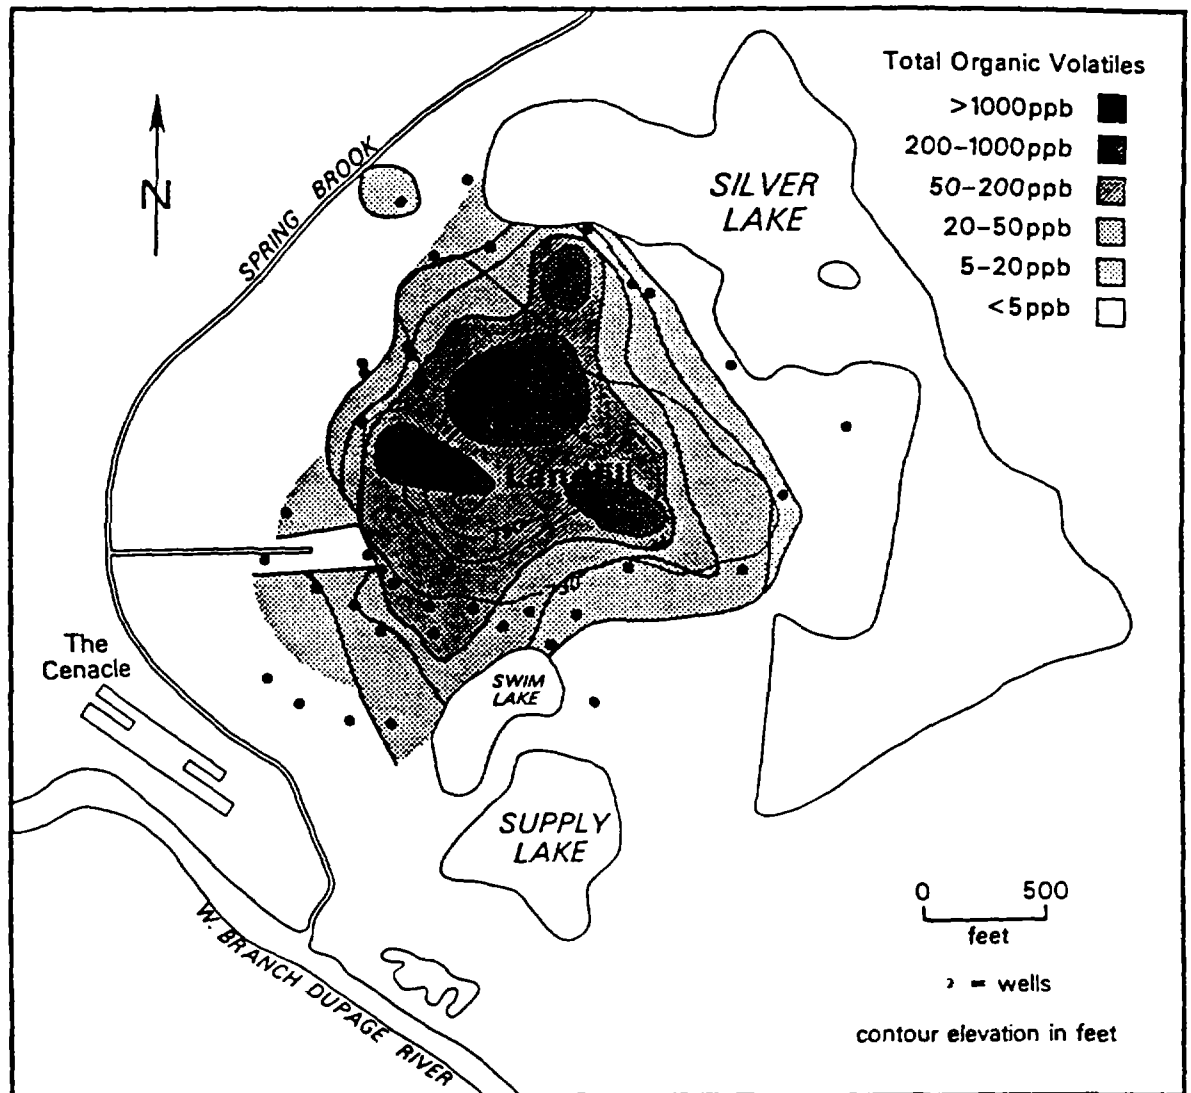 Total Organic Volatiles
>1000ppb
200-1000ppb
50-200ppb
20-50ppb
5-20ppb
<5ppb
N
SPRING BROOK
SILVER
LAKE
Landfill
The
Cenacle
SWIM
LAKE
SUPPLY
LAKE
0 500
feet
= wells
contour elevation in feet
W. BRANCH DUPAGE RIVER